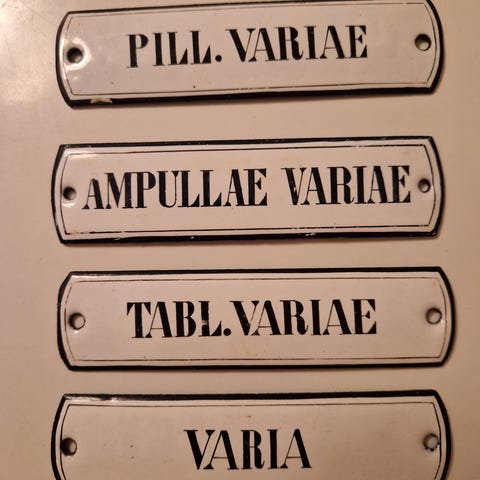 PILL. VARIAE
AMPULLAE VARIAE
TABL. VARIAE
VARIA